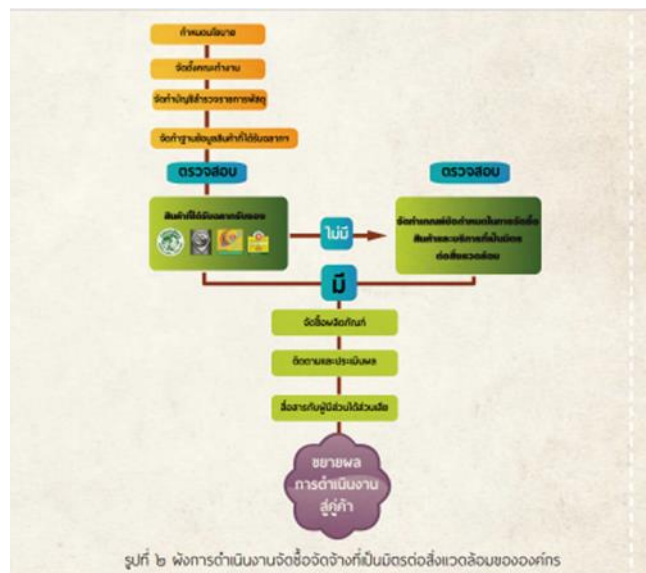 กำหนดนโยบาย
จัดตั้งคณะทำงาน
จัดทำบัญชีสำรวจรายการพัสดุ
จัดทำฐานข้อมูลสินค้าที่ได้รับฉลากฯ
ตรวจสอบ
ตรวจสอบ
สินค้าที่ได้รับฉลากรับรอง
ไม่มี
จัดทำเกณฑ์ข้อกำหนดในการจัดซื้อ
สินค้าและบริการที่เป็นมิตร
ต่อสิ่งแวดล้อม
มี
จัดซื้อผลิตภัณฑ์
ติดตามและประเมินผล
สื่อสารกับผู้มีส่วนได้ส่วนเสีย
ขยายผล
การดำเนินงาน
สู่คู่ค้า
รูปที่ ๒ ผังการดำเนินงานจัดซื้อจัดจ้างที่เป็นมิตรต่อสิ่งแวดล้อมขององค์กร